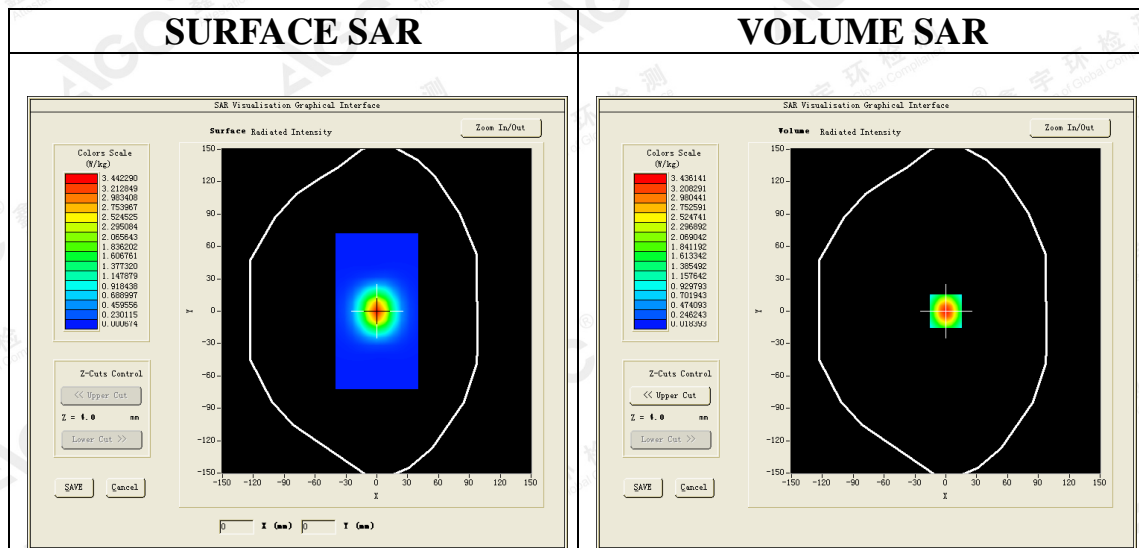 SURFACE SAR
VOLUME SAR
SAR Visualisation Graphical Interface
Surface Radiated Intensity
Zoom In/Out
Colors Scale
(W/kg)
3.442290
3.212849
2.983408
2.753967
2.524525
2.295084
2.065643
1.836202
1.606761
1.377320
1.147879
0.918438
0.688997
0.459556
0.230115
0.000674
150
120
90
60
30
0
-30
-60
-90
-120
-150
Y
-150 -120 -90 -60 -30 0 30 60 90 120 150
X
Z-Cuts Control
<< Upper Cut
Z = 4.0 mm
Lower Cut >>
SAVE Cancel
0 X (mm) 0 Y (mm)
SAR Visualisation Graphical Interface
Volume Radiated Intensity
Zoom In/Out
Colors Scale
(W/kg)
3.436141
3.208291
2.980441
2.752591
2.524741
2.296892
2.069042
1.841192
1.613342
1.385492
1.157642
0.929793
0.701943
0.474093
0.246243
0.018393
150
120
90
60
30
0
-30
-60
-90
-120
-150
Y
-150 -120 -90 -60 -30 0 30 60 90 120 150
X
Z-Cuts Control
<< Upper Cut
Z = 4.0 mm
Lower Cut >>
SAVE Cancel